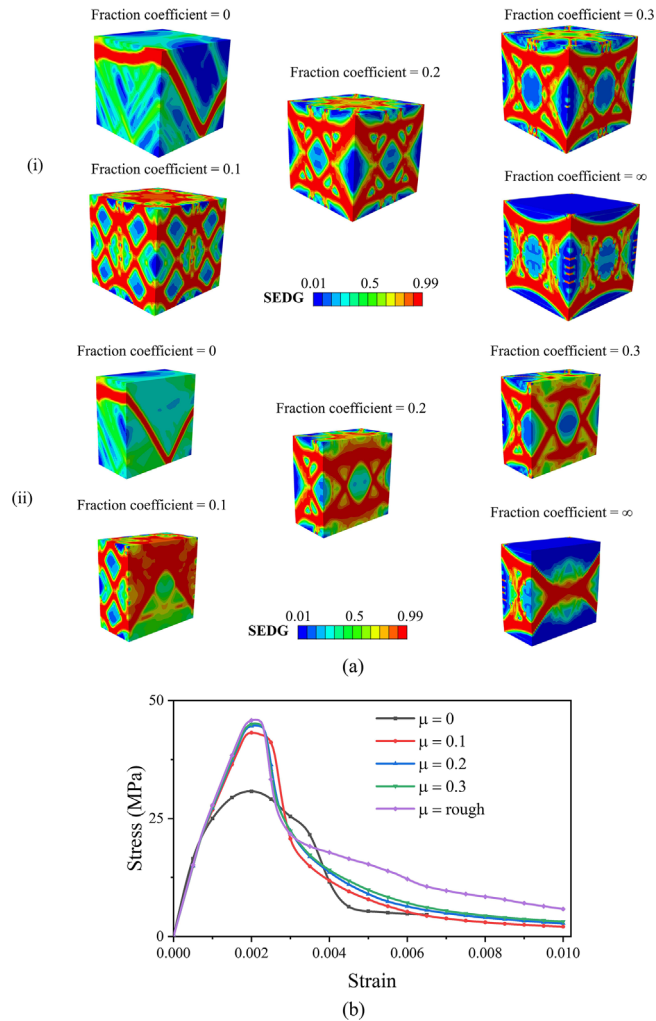 Fraction coefficient = 0
Fraction coefficient = 0.3
Fraction coefficient = 0.2
(i)
Fraction coefficient = 0.1
Fraction coefficient = ∞
0.01 0.5 0.99
SEDG
Fraction coefficient = 0
Fraction coefficient = 0.3
Fraction coefficient = 0.2
(ii)
Fraction coefficient = 0.1
Fraction coefficient = ∞
0.01 0.5 0.99
SEDG
(a)
50
μ = 0
μ = 0.1
μ = 0.2
μ = 0.3
μ = rough
25
Stress (MPa)
0
0.000 0.002 0.004 0.006 0.008 0.010
Strain
(b)